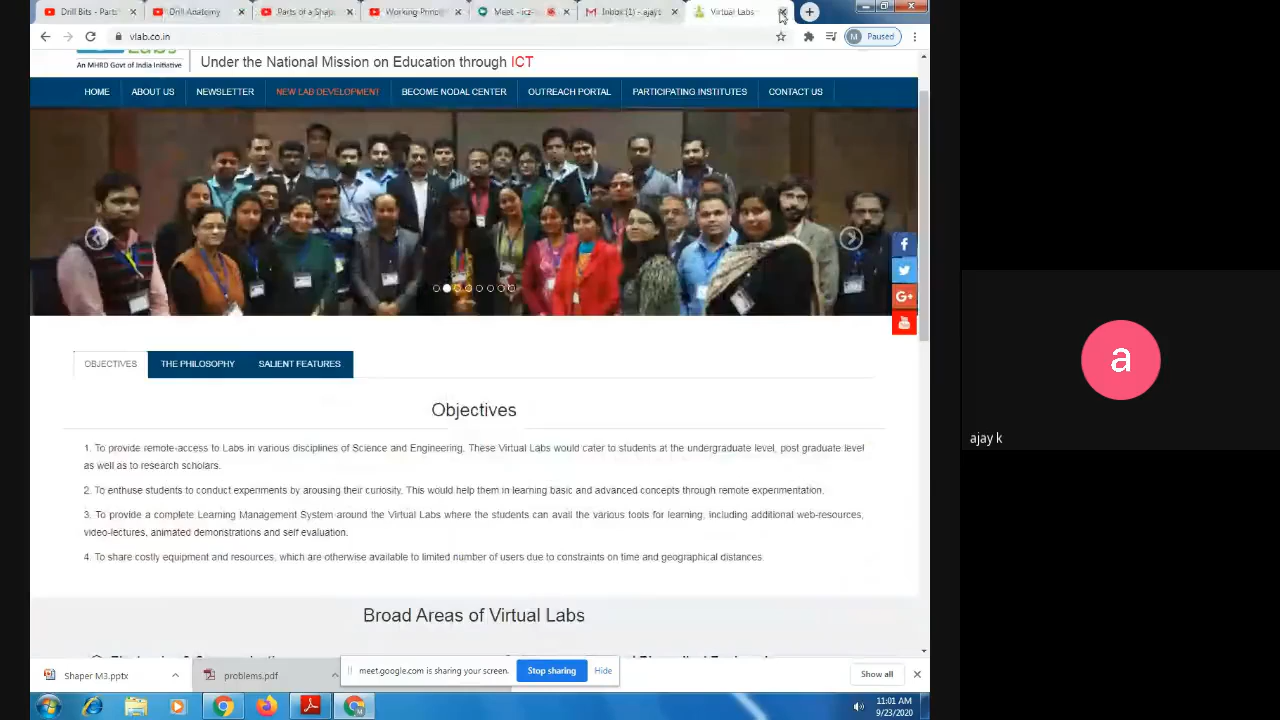 Drill Bits - Part:
Drill Anatomy
Parts of a Shape
Working Princip
Meet - icz-
Inbox (1) - ajayk
Virtual Labs
vlab.co.in
M Paused
An MHRD Govt of India Initiative
Under the National Mission on Education through ICT
HOME ABOUT US NEWSLETTER NEW LAB DEVELOPMENT BECOME NODAL CENTER OUTREACH PORTAL PARTICIPATING INSTITUTES CONTACT US
OBJECTIVES THE PHILOSOPHY SALIENT FEATURES
Objectives
1. To provide remote-access to Labs in various disciplines of Science and Engineering. These Virtual Labs would cater to students at the undergraduate level, post graduate level
as well as to research scholars.
2. To enthuse students to conduct experiments by arousing their curiosity. This would help them in learning basic and advanced concepts through remote experimentation.
3. To provide a complete Learning Management System around the Virtual Labs where the students can avail the various tools for learning, including additional web-resources,
video-lectures, animated demonstrations and self evaluation.
4. To share costly equipment and resources, which are otherwise available to limited number of users due to constraints on time and geographical distances.
Broad Areas of Virtual Labs
Shaper M3.pptx
problems.pdf
meet.google.com is sharing your screen.
Stop sharing
Hide
Show all
11:01 AM
9/23/2020
a
ajay k